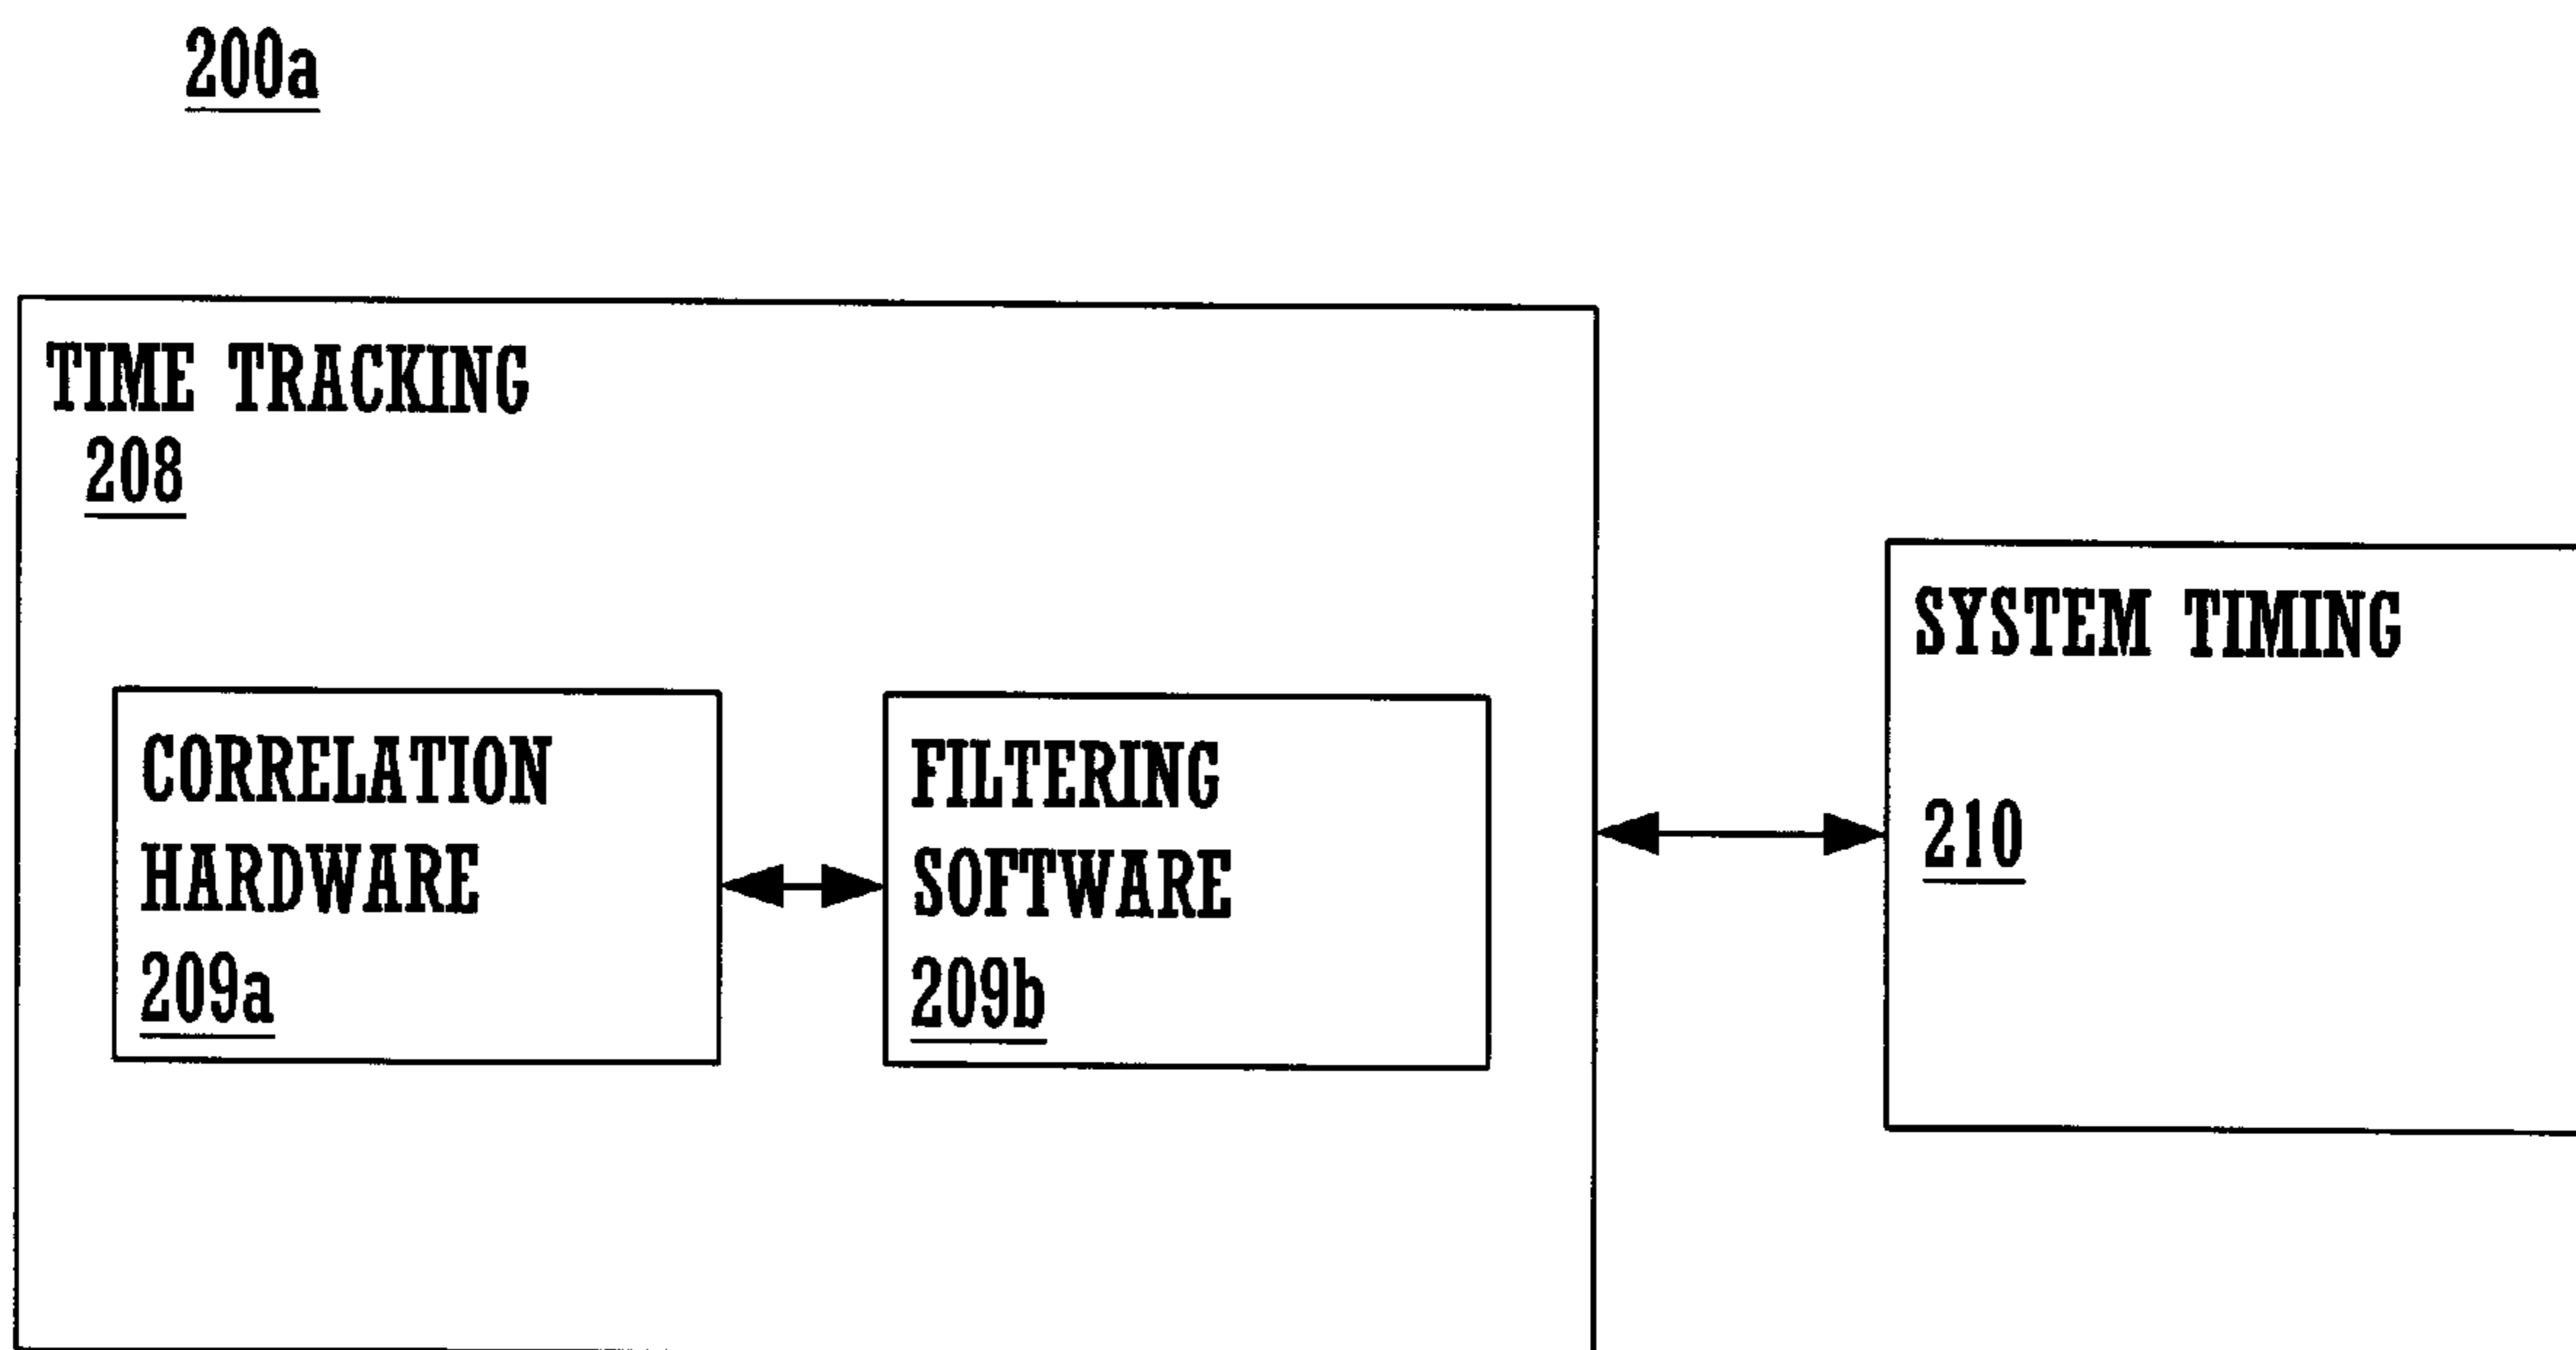 200a
TIME TRACKING
208
CORRELATION
HARDWARE
209a
FILTERING
SOFTWARE
209b
SYSTEM TIMING
210